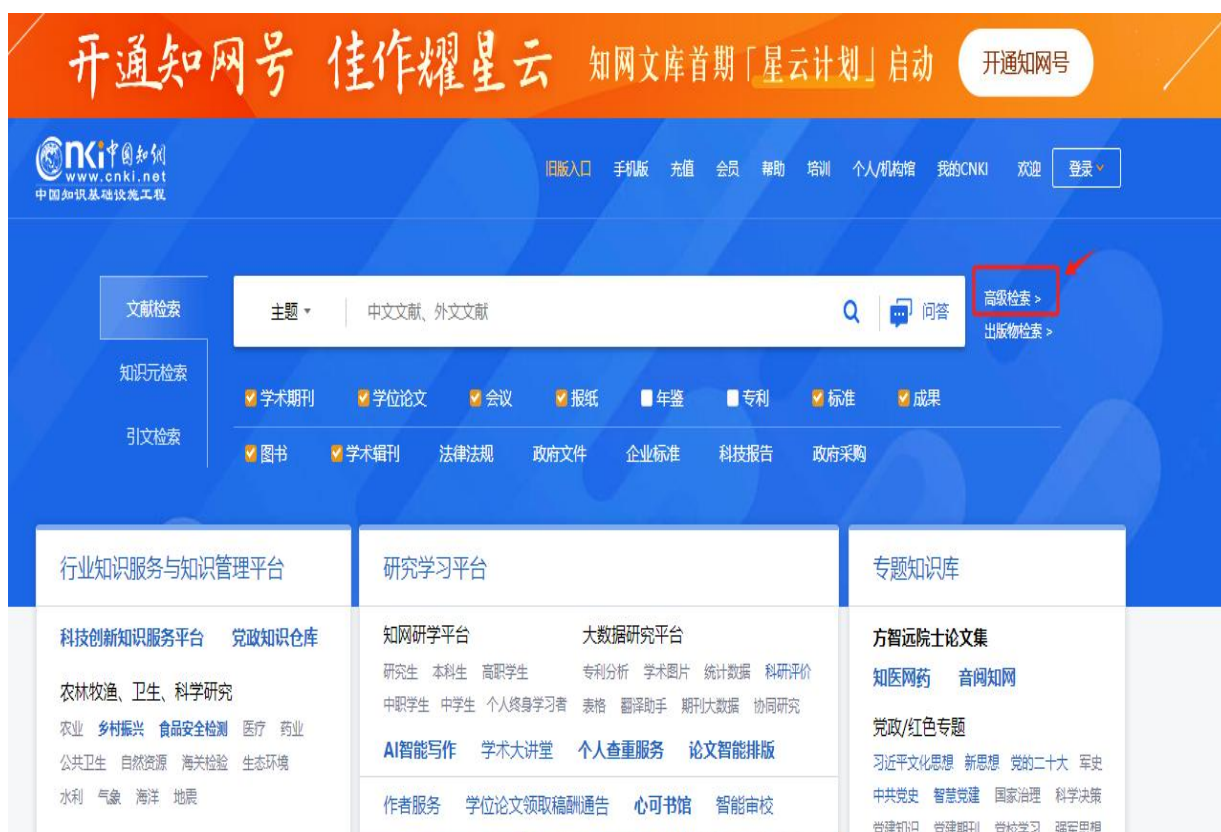 开通知网号 佳作耀星云 知网文库首期「星云计划」启动 开通知网号
Cnki中国知网
www.cnki.net
中国知识基础设施工程
旧版入口 手机版 充值 会员 帮助 培训 个人/机构馆 我的CNKI 欢迎 登录
文献检索 主题 中文文献、外文文献 问答 高级检索 >
出版物检索 >
知识元检索
学术期刊 学位论文 会议 报纸 年鉴 专利 标准 成果
引文检索
图书 学术辑刊 法律法规 政府文件 企业标准 科技报告 政府采购
行业知识服务与知识管理平台
科技创新知识服务平台 党政知识仓库
农林牧渔、卫生、科学研究
农业 乡村振兴 食品安全检测 医疗 药业
公共卫生 自然资源 海关检验 生态环境
水利 气象 海洋 地震
研究学习平台
知网研学平台 大数据研究平台
研究生 本科生 高职学生 专利分析 学术图片 统计数据 科研评价
中职学生 中学生 个人终身学习者 表格 翻译助手 期刊大数据 协同研究
AI智能写作 学术大讲堂 个人查重服务 论文智能排版
作者服务 学位论文领取稿酬通告 心可书馆 智能审校
专题知识库
方智远院士论文集
知医网药 音阅知网
党政/红色专题
习近平文化思想 新思想 党的二十大 军史
中共党史 智慧党建 国家治理 科学决策
党建知识 党建期刊 党校学习 强军思想